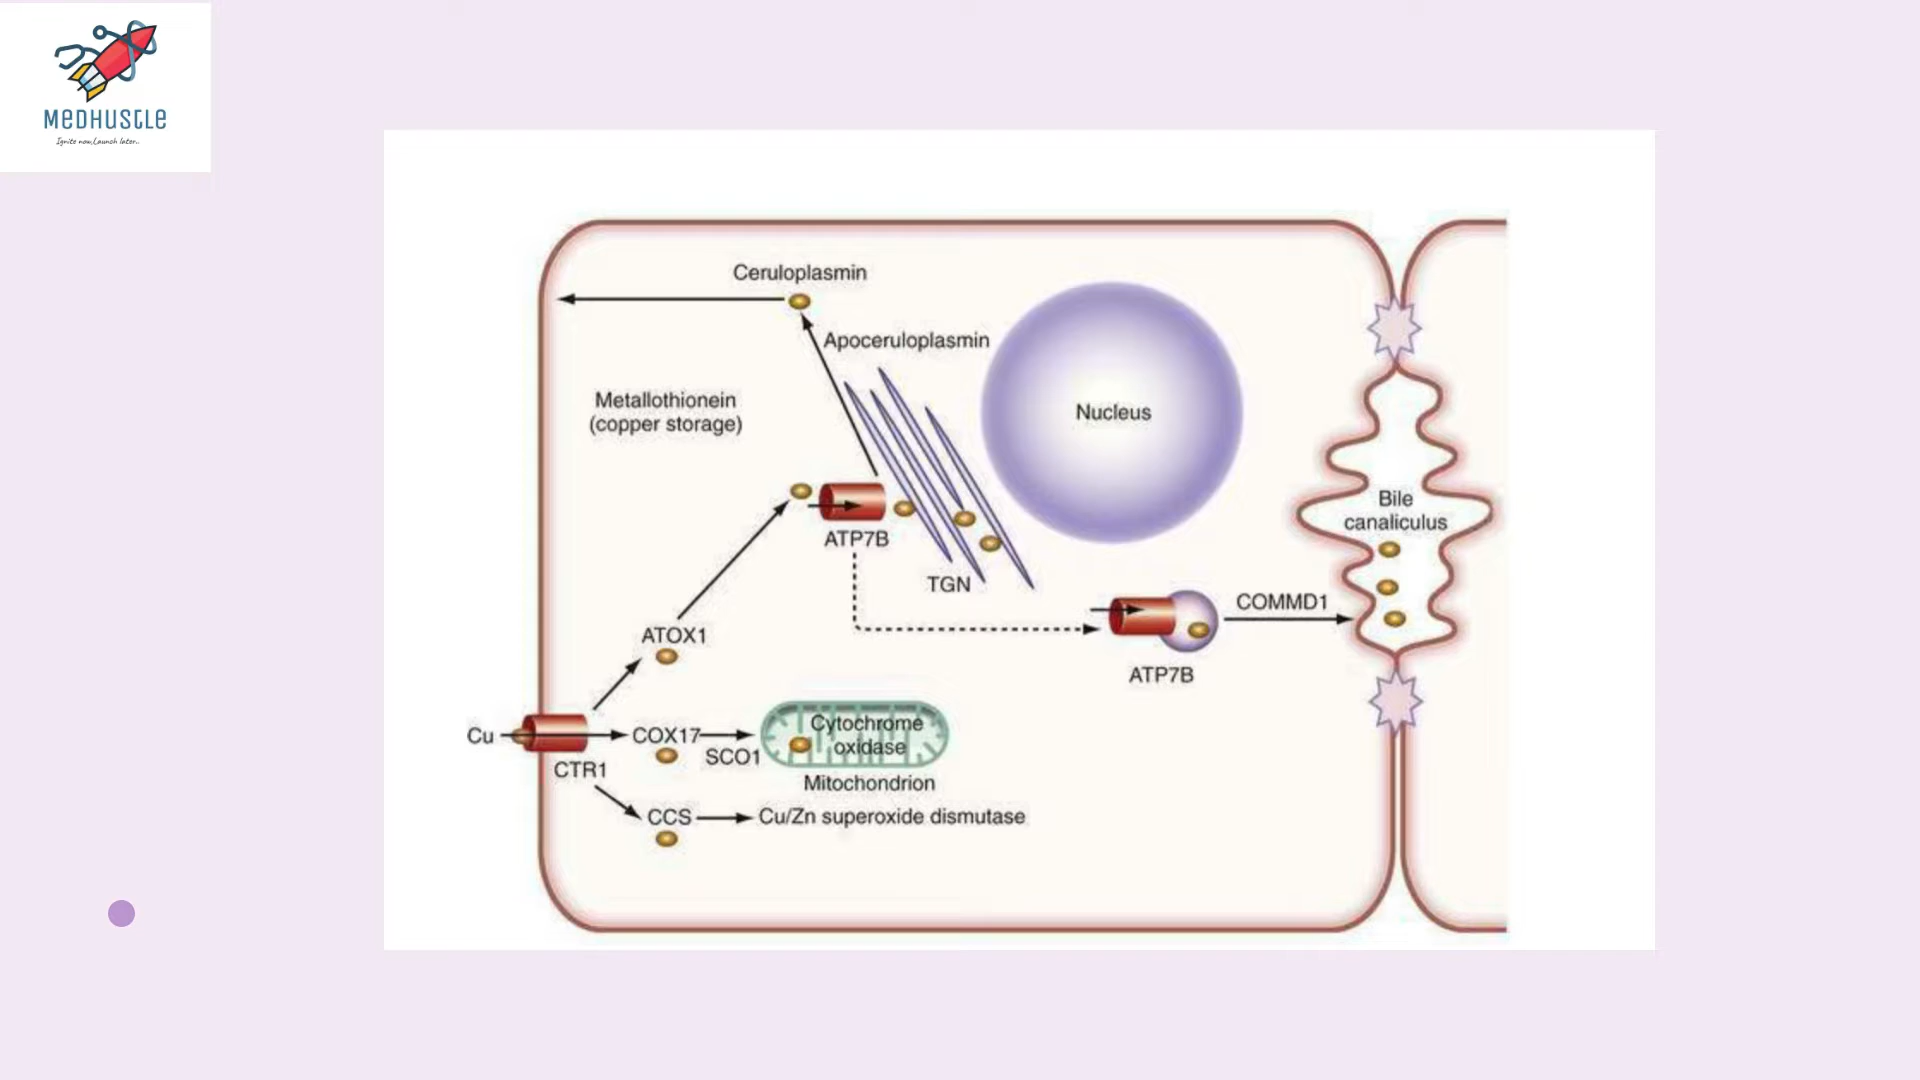 MEDHUSTLE
Ignite now,Launch later..
Ceruloplasmin
Apoceruloplasmin
Metallothionein
(copper storage)
Nucleus
Bile
canaliculus
ATP7B
TGN
COMMD1
ATP7B
ATOX1
Cu
CTR1
COX17
SCO1
Cytochrome
oxidase
Mitochondrion
CCS
Cu/Zn superoxide dismutase